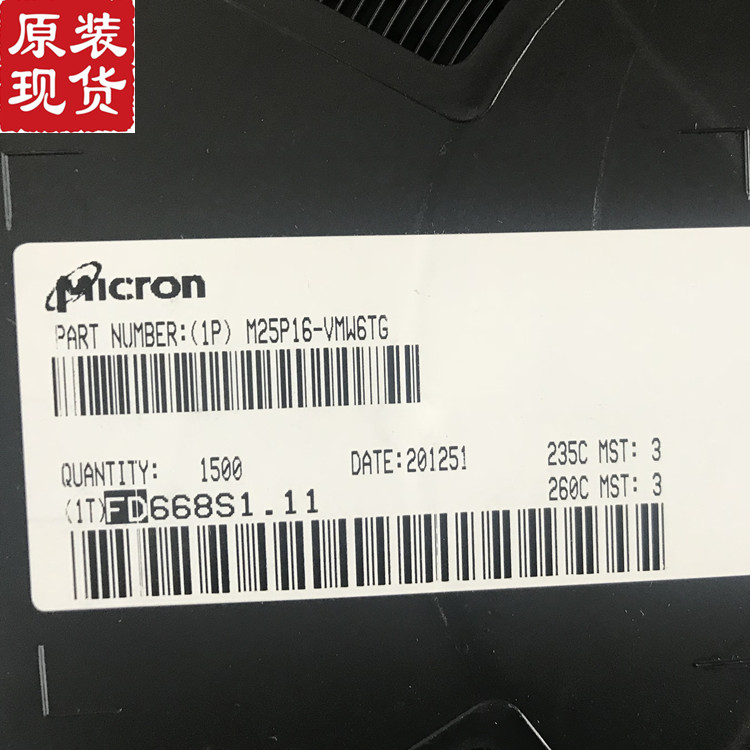 原装
现货
Micron
PART NUMBER:(1P) M25P16-VMW6TG
QUANTITY: 1500 DATE:201251 235C MST: 3
260C MST: 3
(1T)FD668S1.11